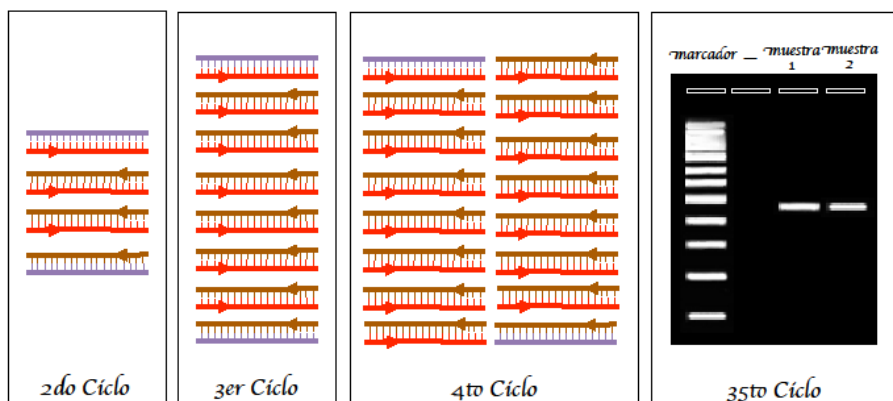 marcador
—
muestra
1
muestra
2
2do Ciclo
3er Ciclo
4to Ciclo
35to Ciclo